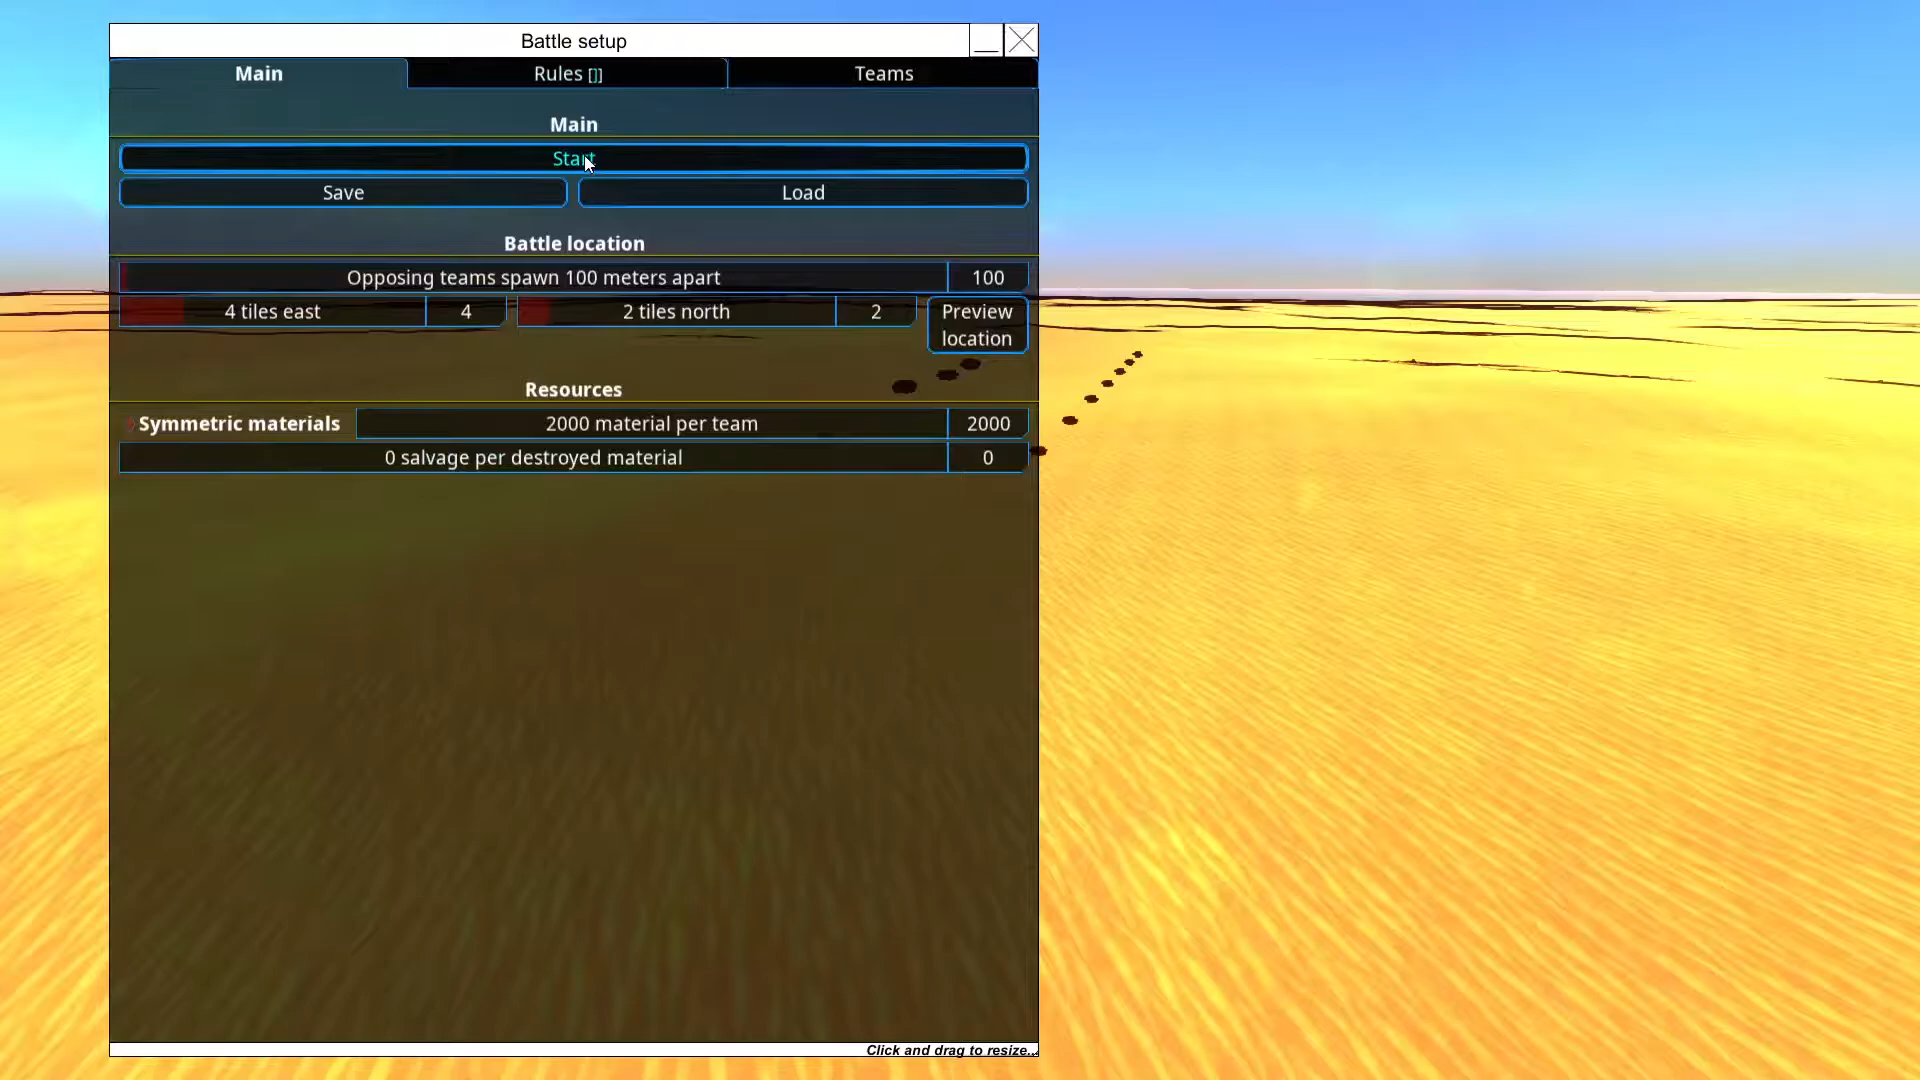 Battle setup
Main
Rules []
Teams
Main
Start
Save
Load
Battle location
Opposing teams spawn 100 meters apart
100
4 tiles east
4
2 tiles north
2
Preview
location
Resources
Symmetric materials
2000 material per team
2000
0 salvage per destroyed material
0
Click and drag to resize...